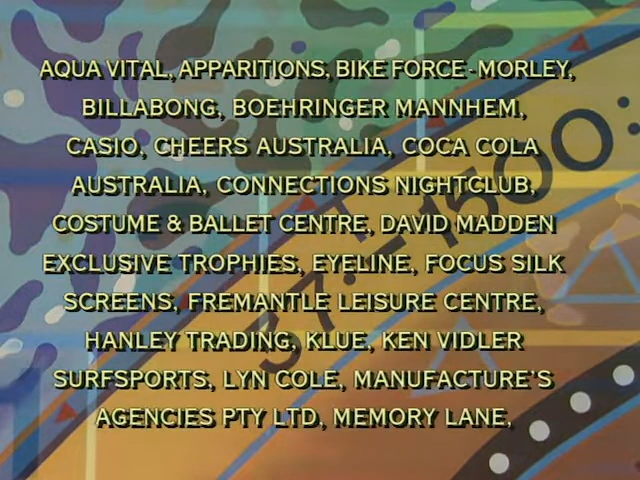 AQUA VITAL, APPARITIONS, BIKE FORCE - MORLEY,
BILLABONG, BOEHRINGER MANNHEM,
CASIO, CHEERS AUSTRALIA, COCA COLA
AUSTRALIA, CONNECTIONS NIGHTCLUB,
COSTUME & BALLET CENTRE, DAVID MADDEN
EXCLUSIVE TROPHIES, EYELINE, FOCUS SILK
SCREENS, FREMANTLE LEISURE CENTRE,
HANLEY TRADING, KLUE, KEN VIDLER
SURFSPORTS, LYN COLE, MANUFACTURE'S
AGENCIES PTY LTD, MEMORY LANE,